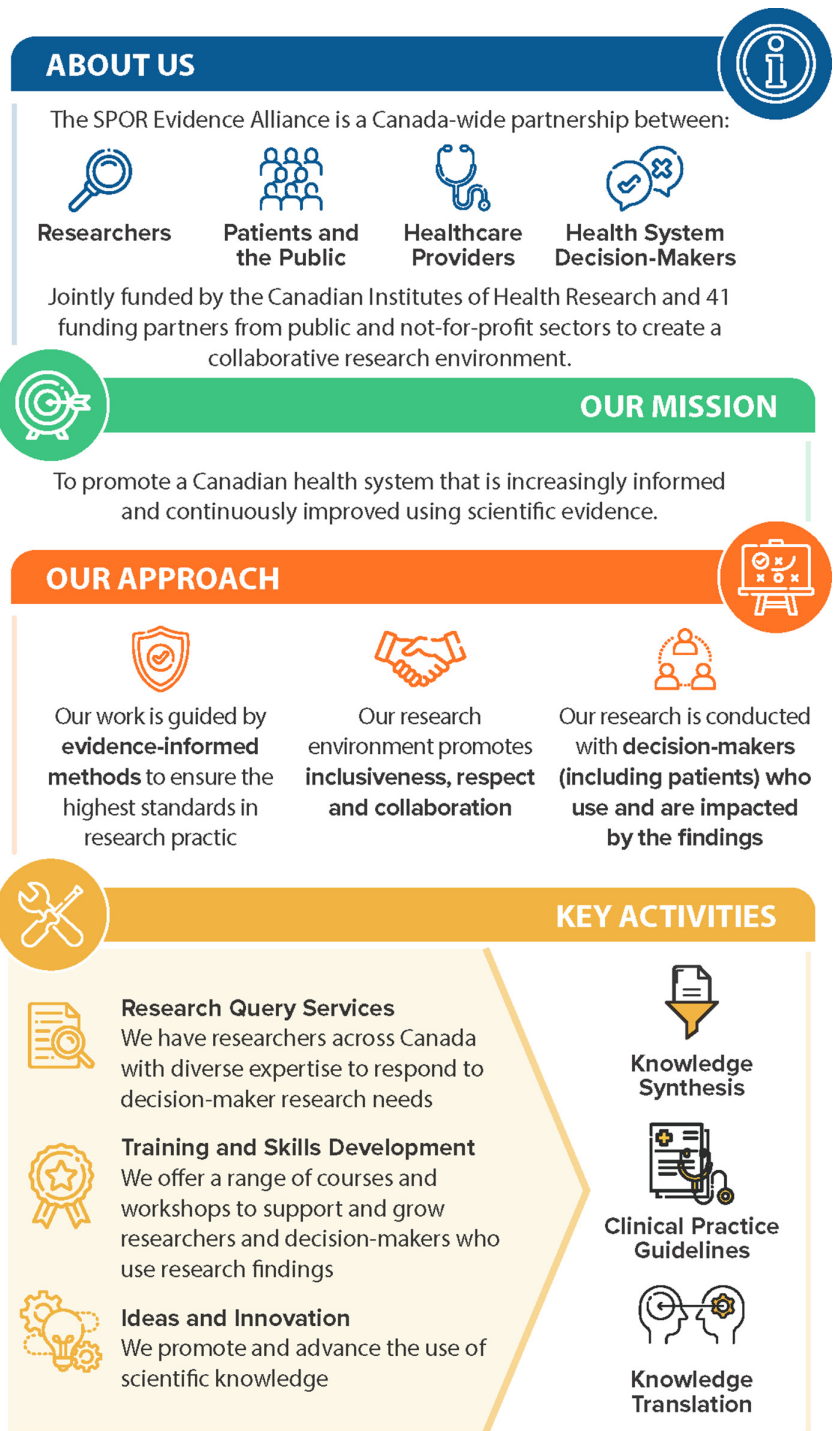 ABOUT US
The SPOR Evidence Alliance is a Canada-wide partnership between:
Researchers
Patients and
the Public
Healthcare
Providers
Health System
Decision-Makers
Jointly funded by the Canadian Institutes of Health Research and 41
funding partners from public and not-for-profit sectors to create a
collaborative research environment.
OUR MISSION
To promote a Canadian health system that is increasingly informed
and continuously improved using scientific evidence.
OUR APPROACH
Our work is guided by
evidence-informed
methods to ensure the
highest standards in
research practic
Our research
environment promotes
inclusiveness, respect
and collaboration
Our research is conducted
with decision-makers
(including patients) who
use and are impacted
by the findings
KEY ACTIVITIES
Research Query Services
We have researchers across Canada
with diverse expertise to respond to
decision-maker research needs
Training and Skills Development
We offer a range of courses and
workshops to support and grow
researchers and decision-makers who
use research findings
Ideas and Innovation
We promote and advance the use of
scientific knowledge
Knowledge
Synthesis
Clinical Practice
Guidelines
Knowledge
Translation